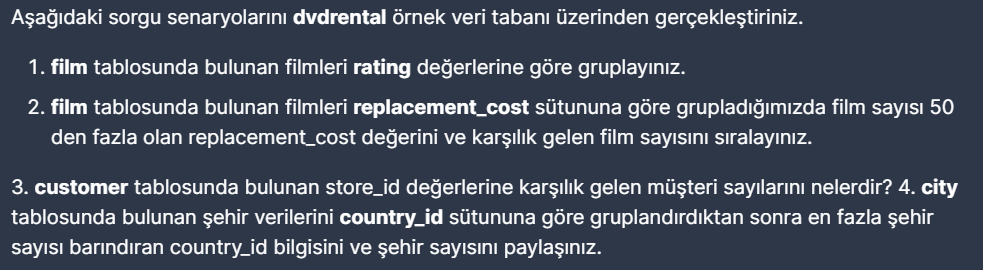 Aşağıdaki sorgu senaryolarını dvdrental örnek veri tabanı üzerinden gerçekleştiriniz.
1. film tablosunda bulunan filmleri rating değerlerine göre gruplayınız.
2. film tablosunda bulunan filmleri replacement_cost sütununa göre grupladığımızda film sayısı 50
den fazla olan replacement_cost değerini ve karşılık gelen film sayısını sıralayınız.
3. customer tablosunda bulunan store_id değerlerine karşılık gelen müşteri sayılarını nelerdir? 4. city
tablosunda bulunan şehir verilerini country_id sütununa göre gruplandırdıktan sonra en fazla şehir
sayısı barındıran country_id bilgisini ve şehir sayısını paylaşınız.